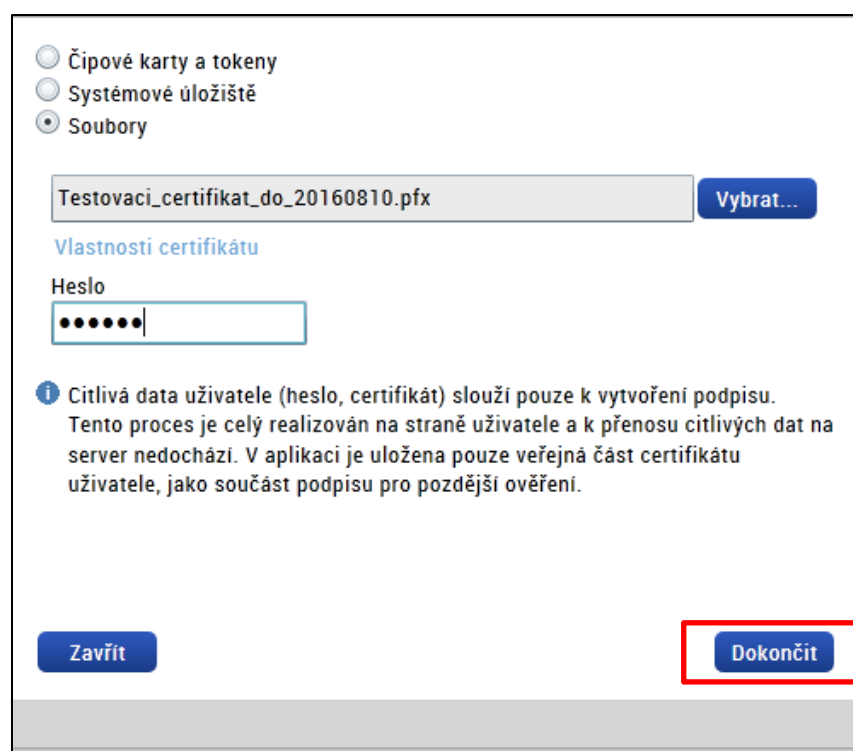 Čipové karty a tokeny
Systémové úložiště
Soubory
Testovaci_certifikat_do_20160810.pfx
Vybrat...
Vlastnosti certifikátu
Heslo
••••••
Citlivá data uživatele (heslo, certifikát) slouží pouze k vytvoření podpisu.
Tento proces je celý realizován na straně uživatele a k přenosu citlivých dat na
server nedochází. V aplikaci je uložena pouze veřejná část certifikátu
uživatele, jako součást podpisu pro pozdější ověření.
Zavřít
Dokončit